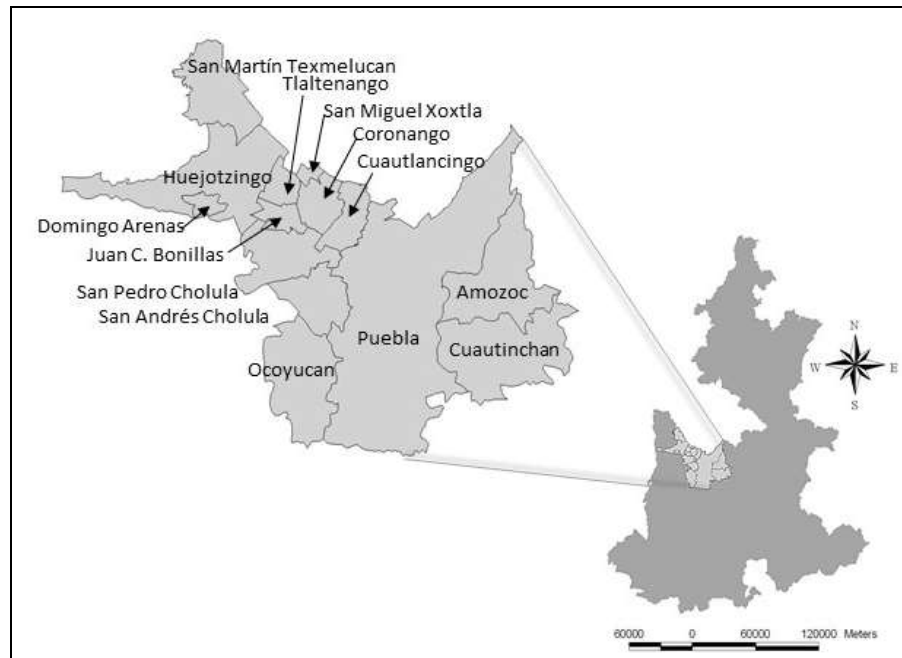 San Martín Texmelucan
Tlaltenango
San Miguel Xoxtla
Coronango
Cuautlancingo
Huejotzingo
Domingo Arenas
Juan C. Bonillas
San Pedro Cholula
San Andrés Cholula
Amozoc
Puebla
Cuautinchan
Ocoyucan
N
W E
S
60000 0 60000 120000 Meters